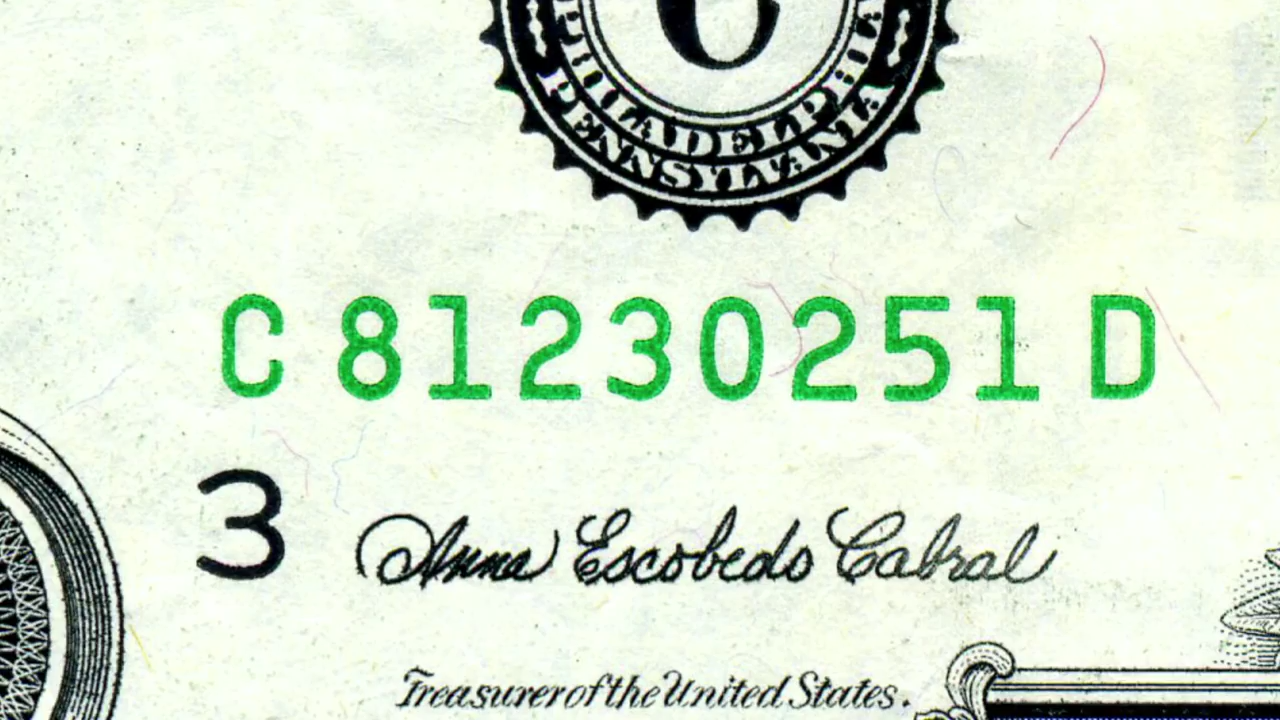 C
PHILADELPHIA
PENNSYLVANIA
C 81230251 D
3
Anna Escobedo Cabral
Treasurer of the United States.